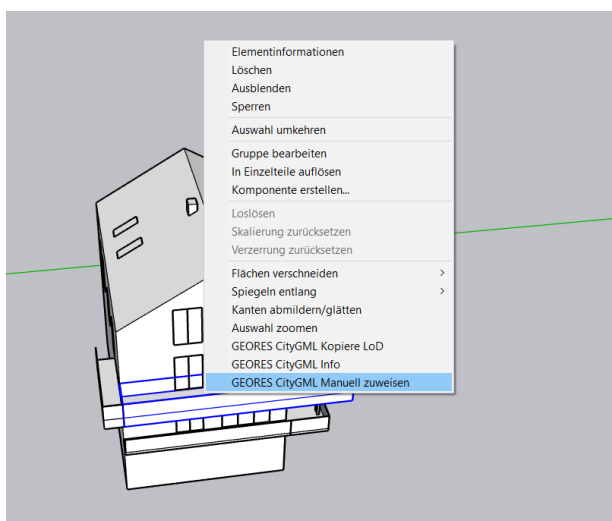 Elementinformationen
Löschen
Ausblenden
Sperren
Auswahl umkehren
Gruppe bearbeiten
In Einzelteile auflösen
Komponente erstellen...
Loslösen
Skalierung zurücksetzen
Verzerrung zurücksetzen
Flächen verschneiden
Spiegeln entlang
Kanten abmildern/glätten
Auswahl zoomen
GEORES CityGML Kopiere LoD
GEORES CityGML Info
GEORES CityGML Manuell zuweisen